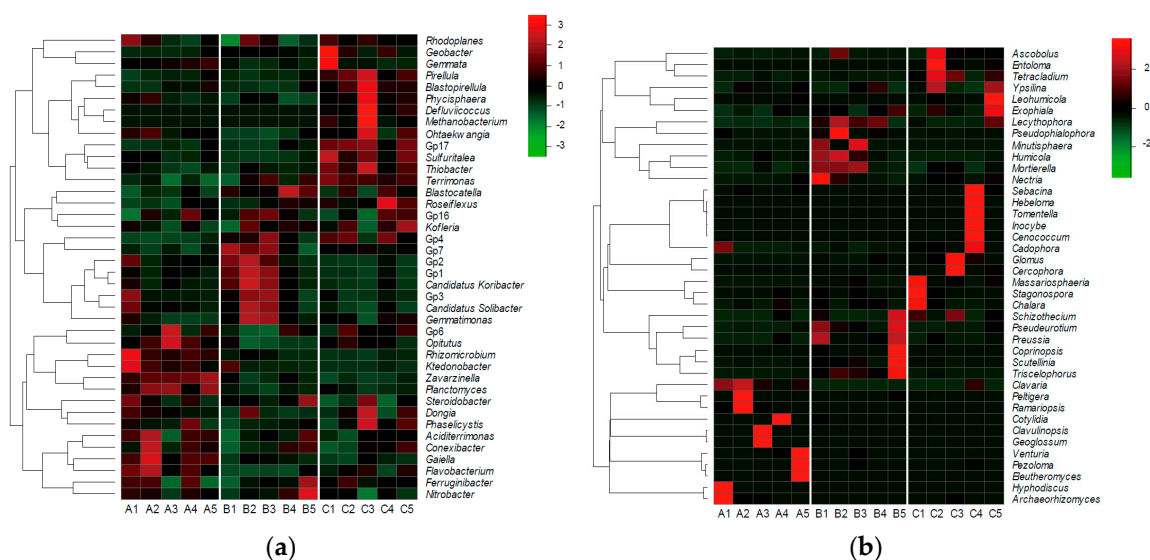 3
2
1
0
-1
-2
-3
Rhodoplanes
Geobacter
Gemmata
Pirellula
Blastopirellula
Phycisphaera
Defluviicoccus
Methanobacterium
Ohtaekwangia
Gp17
Sulfuritalea
Thiobacter
Terrimonas
Blastocatella
Roseiflexus
Gp16
Kofleria
Gp4
Gp7
Gp2
Gp1
Candidatus Koribacter
Gp3
Candidatus Solibacter
Gemmatimonas
Gp6
Opitutus
Rhizomicrobium
Ktedonobacter
Zavarzinella
Planctomyces
Steroidobacter
Dongia
Phaselicystis
Aciditerrimonas
Conexibacter
Gaiella
Flavobacterium
Ferruginibacter
Nitrobacter
A1 A2 A3 A4 A5 B1 B2 B3 B4 B5 C1 C2 C3 C4 C5
(a)
2
0
-2
Ascobolus
Entoloma
Tetracladium
Ypsilina
Leohumicola
Exophiala
Lecythophora
Pseudophialophora
Minutisphaera
Humicola
Mortierella
Nectria
Sebacina
Hebeloma
Tomentella
Inocybe
Cenococcum
Cadophora
Glomus
Cercophora
Massariosphaeria
Stagonospora
Chalara
Schizothecium
Pseudeurotium
Preussia
Coprinopsis
Scutellinia
Triscelophorus
Clavaria
Peltigera
Ramariopsis
Cotylidia
Clavulinopsis
Geoglossum
Venturia
Pezoloma
Eleutheromyces
Hyphodiscus
Archaeorhizomyces
A1 A2 A3 A4 A5 B1 B2 B3 B4 B5 C1 C2 C3 C4 C5
(b)